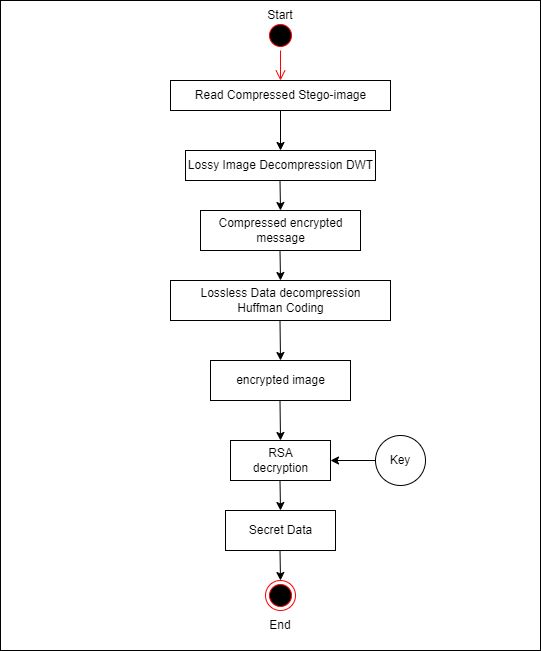 Start
Read Compressed Stego-image
Lossy Image Decompression DWT
Compressed encrypted
message
Lossless Data decompression
Huffman Coding
encrypted image
RSA
decryption
Key
Secret Data
End